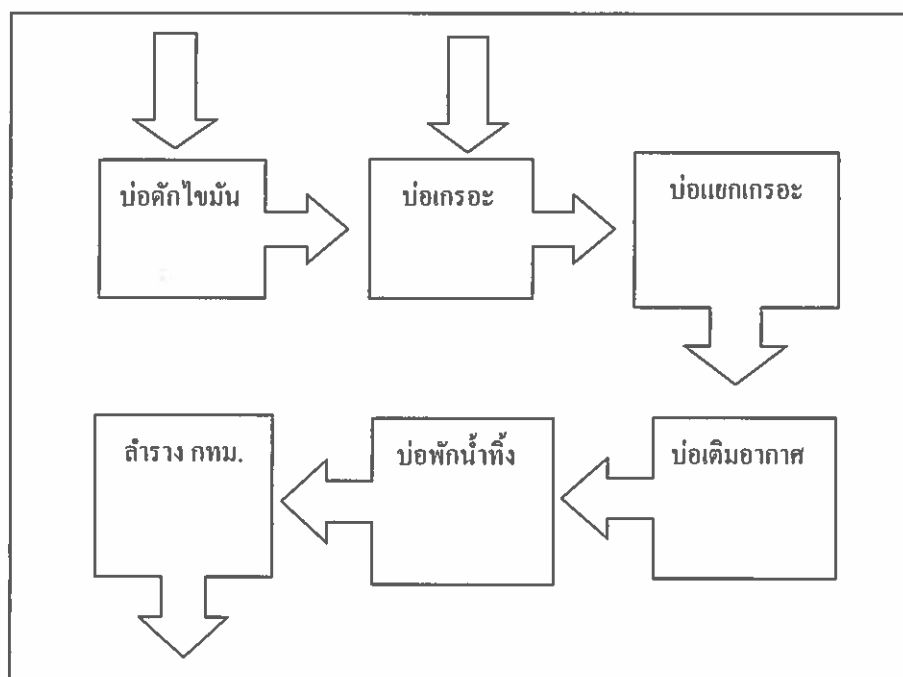 บ่อดักไขมัน
บ่อเกรอะ
บ่อแยกเกรอะ
ลำราง กทม.
บ่อพักน้ำทิ้ง
บ่อเติมอากาศ